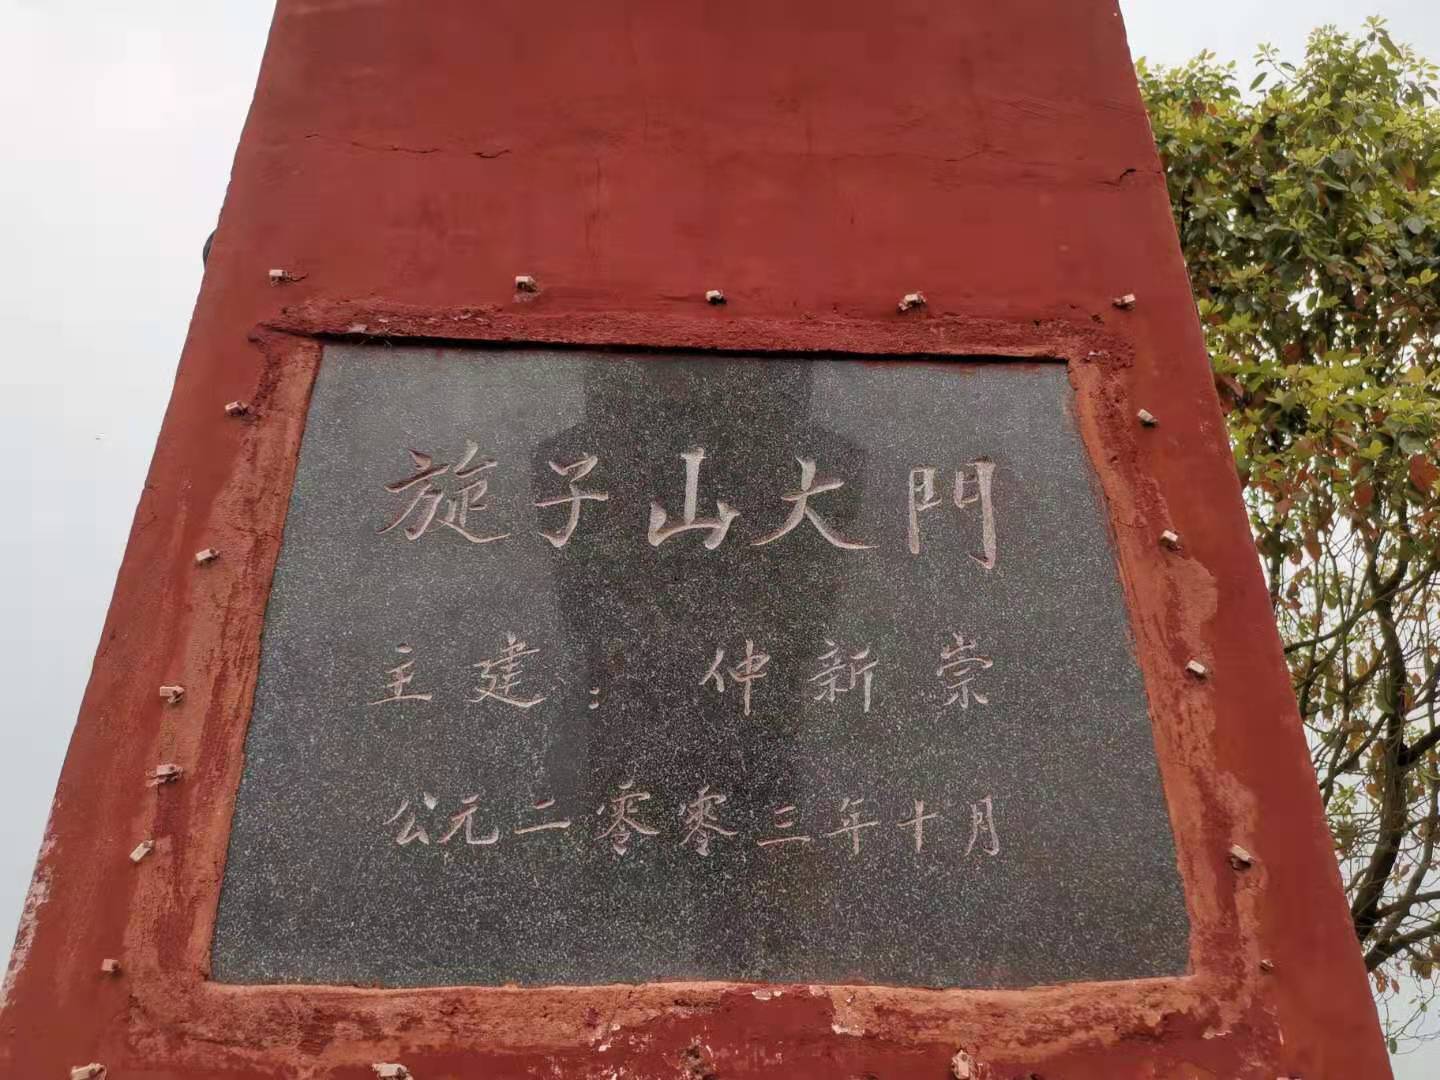 旋子山大門
主建：仲新崇
公元二零零三年十月